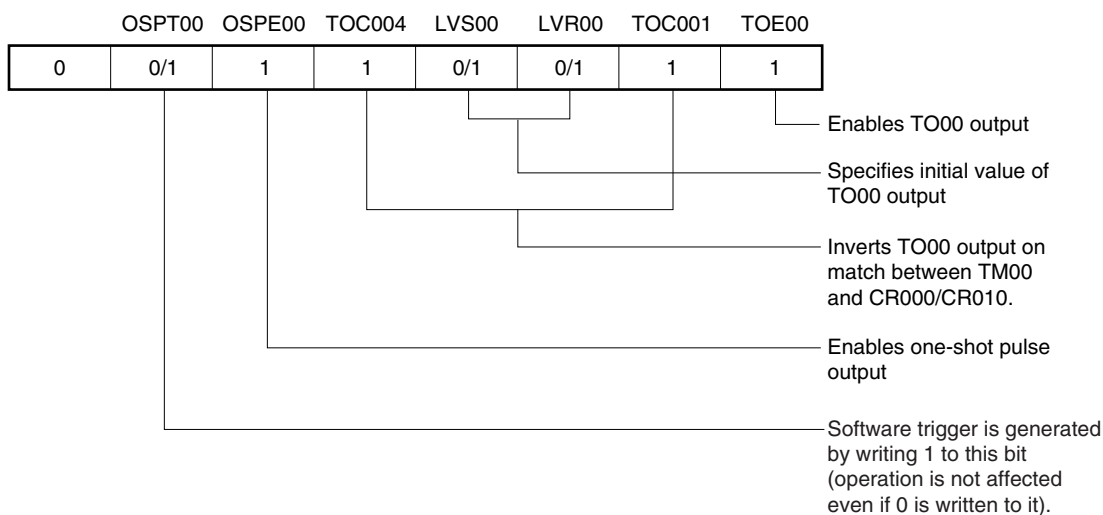 OSPT00 OSPE00 TOC004 LVS00 LVR00 TOC001 TOE00
0 0/1 1 1 0/1 0/1 1 1
Enables TO00 output
Specifies initial value of
TO00 output
Inverts TO00 output on
match between TM00
and CR000/CR010.
Enables one-shot pulse
output
Software trigger is generated
by writing 1 to this bit
(operation is not affected
even if 0 is written to it).